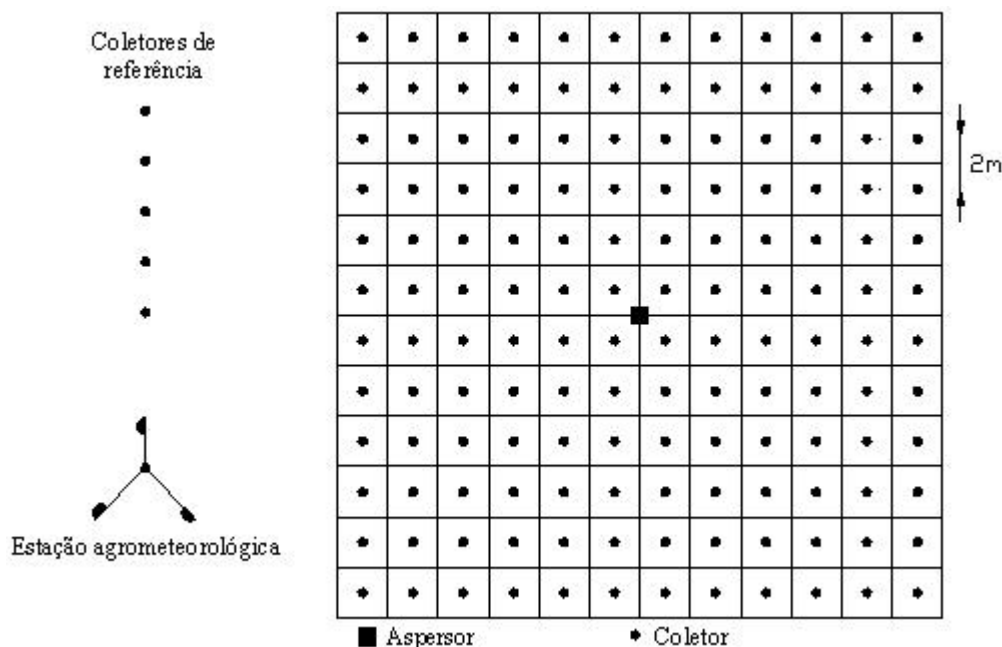 Coletores de
referência
2m
Estação agrometeorológica
Aspersor
Coletor